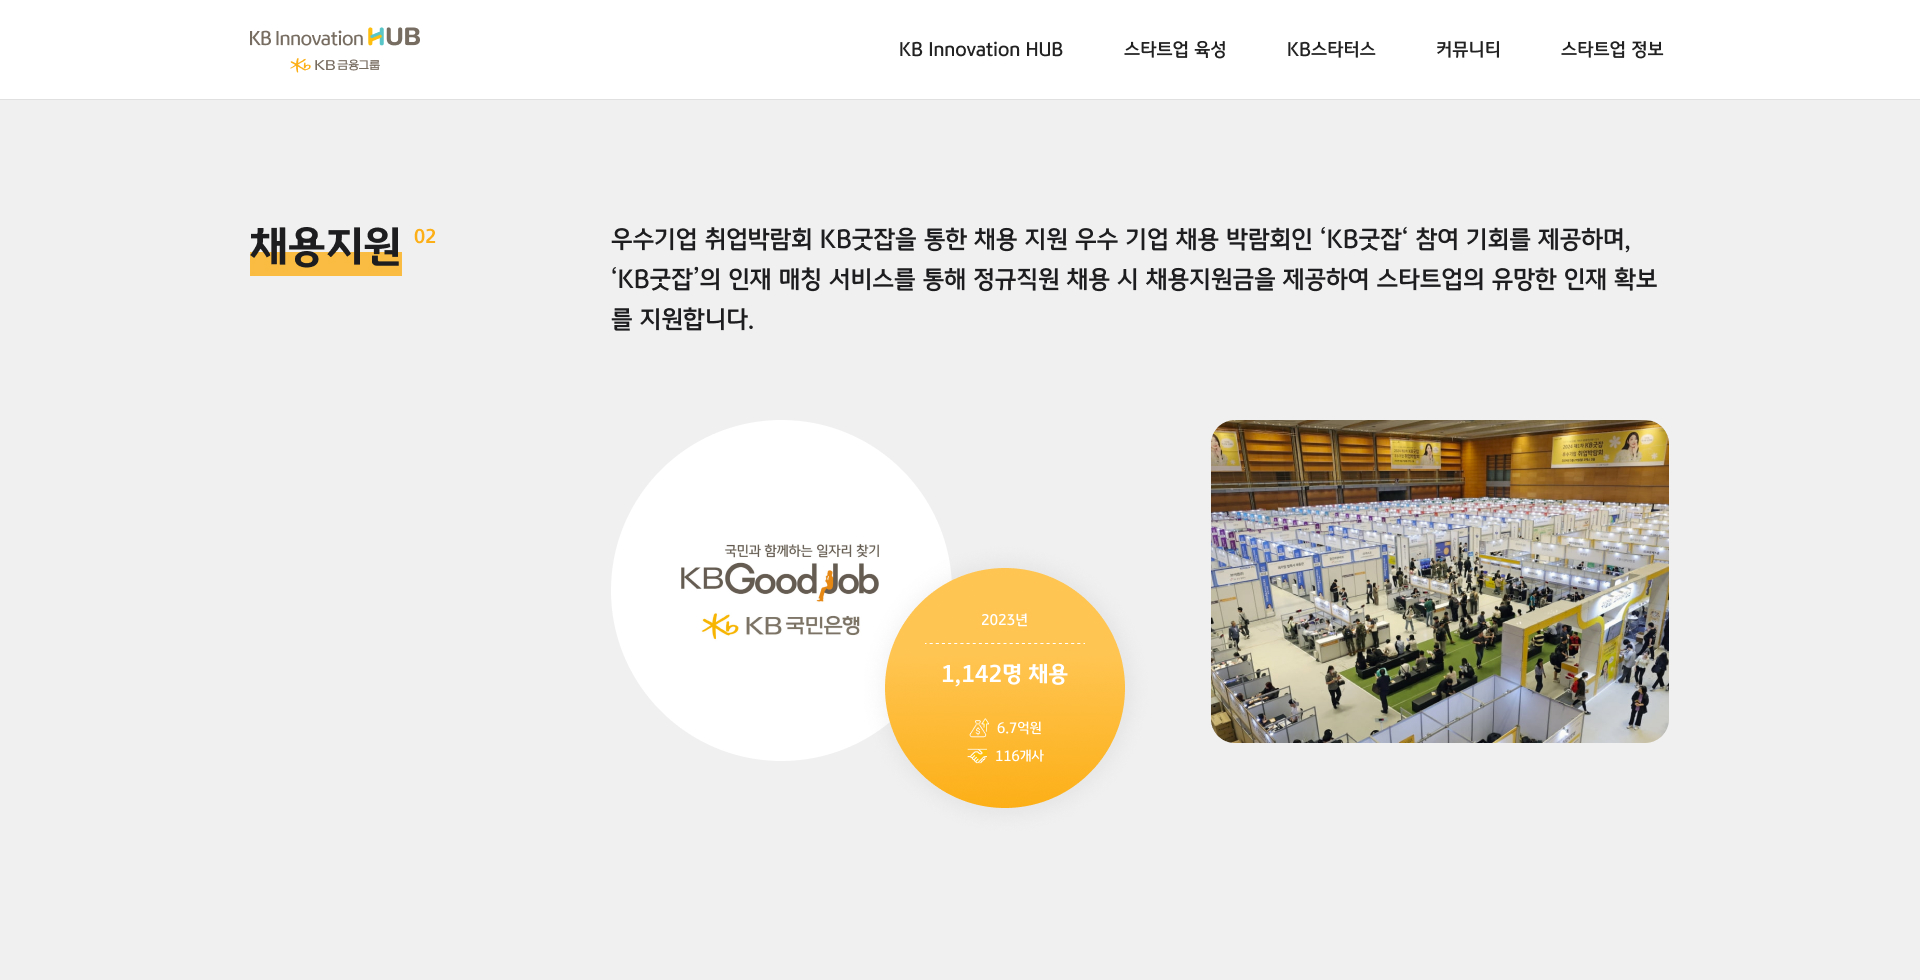 KB Innovation HUB
KB 금융그룹
KB Innovation HUB
스타트업 육성
KB스타터스
커뮤니티
스타트업 정보
채용지원 02
우수기업 취업박람회 KB굿잡을 통한 채용 지원 우수 기업 채용 박람회인 ‘KB굿잡‘ 참여 기회를 제공하며,
‘KB굿잡’의 인재 매칭 서비스를 통해 정규직원 채용 시 채용지원금을 제공하여 스타트업의 유망한 인재 확보
를 지원합니다.
국민과 함께하는 일자리 찾기
KBGoodJob
KB 국민은행
2023년
1,142명 채용
6.7억원
116개사